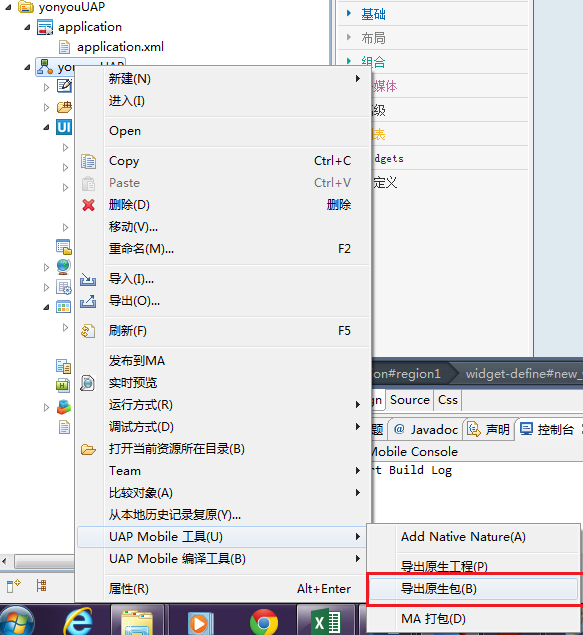 yonyouUAP
application
application.xml
基础
布局
组合
媒体
级
表
dgets
定义
新建(N)
进入(I)
Open
Copy Ctrl+C
Paste Ctrl+V
删除(D) 删除
移动(V)...
重命名(M)... F2
导入(I)...
导出(O)...
刷新(F) F5
发布到MA
实时预览
运行方式(R)
调试方式(D)
打开当前资源所在目录(B)
Team
比较对象(A)
从本地历史记录复原(Y)...
UAP Mobile 工具(U)
UAP Mobile 编译工具(B)
属性(R) Alt+Enter
on#region1 widget-define#new_
gn Source Css
题 @ Javadoc 声明 控制台
Mobile Console
rt Build Log
Add Native Nature(A)
导出原生工程(P)
导出原生包(B)
MA 打包(D)